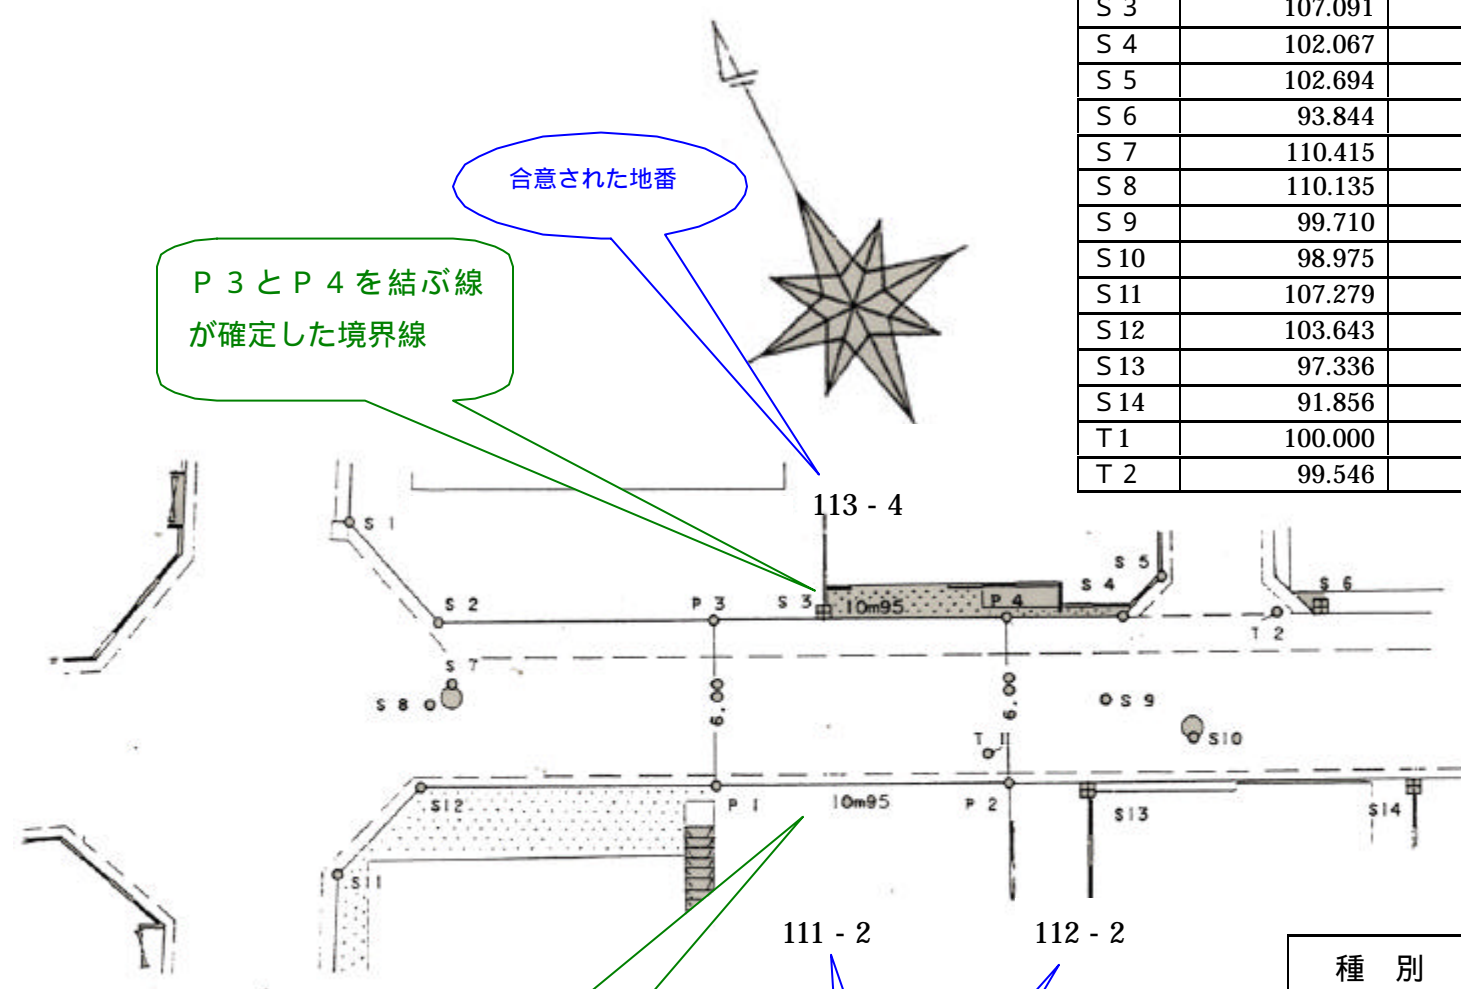 S 3 107.091
S 4 102.067
S 5 102.694
S 6 93.844
S 7 110.415
S 8 110.135
S 9 99.710
S 10 98.975
S 11 107.279
S 12 103.643
S 13 97.336
S 14 91.856
T 1 100.000
T 2 99.546
合意された地番
P 3 と P 4 を結ぶ線
が確定した境界線
113 - 4
S 1
S 5
S 4
S 6
S 2
P 3
S 3
10m95
P 4
T 2
S 7
S 8
6.00
6.00
S 9
S10
T 1
S12
P 1
10m95
P 2
S13
S14
S11
111 - 2
112 - 2
種 別